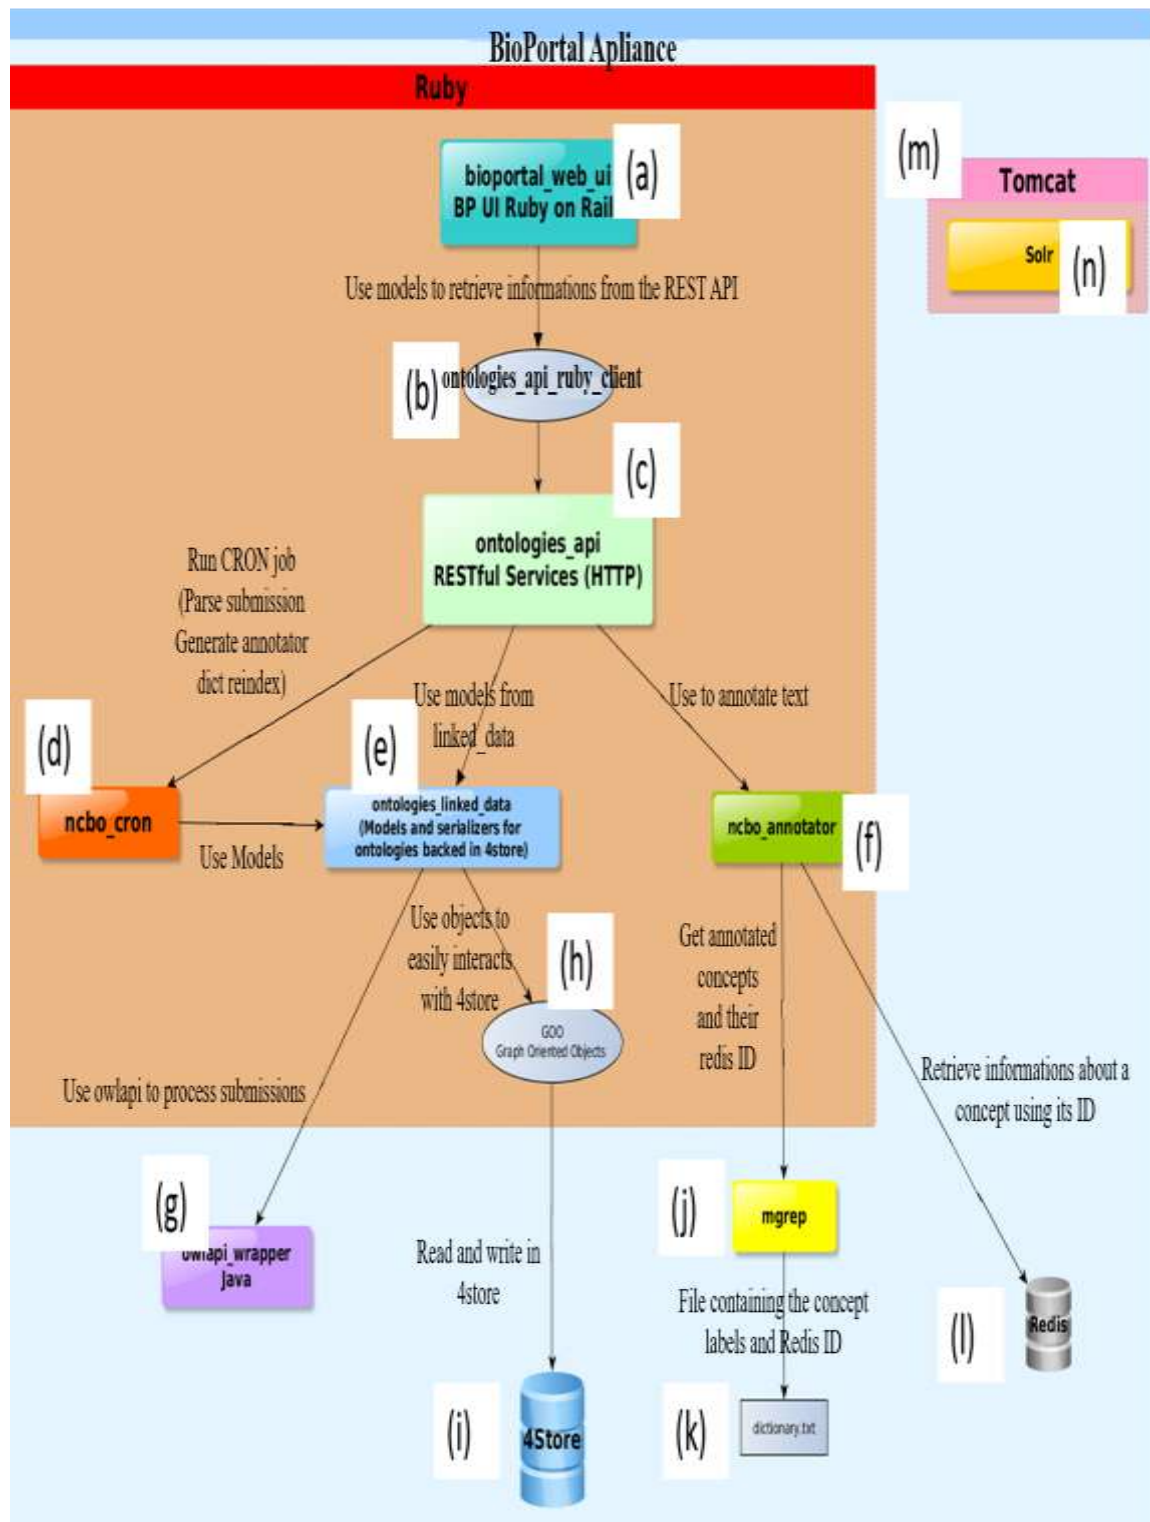 BioPortal Apliance
Ruby
bioportal_web_ui
BP UI Ruby on Rail
(a)
(m)
Tomcat
Solr
(n)
Use models to retrieve informations from the REST API
(b)
ontologies_api_ruby_client
(c)
ontologies_api
RESTful Services (HTTP)
Run CRON job
(Parse submission
Generate annotator
dict reindex)
Use models from
linked_data
Use to annotate text
(d)
ncbo_cron
Use Models
(e)
ontologies_linked_data
(Models and serializers for
ontologies backed in 4store)
ncbo_annotator
(f)
Use objects to
easily interacts
with 4store
(h)
GOO
Graph Oriented Objects
Get annotated
concepts
and their
redis ID
Retrieve informations about a
concept using its ID
Use owlapi to process submissions
(g)
owlapi_wrapper
Java
Read and write in
4store
(j)
mgrep
File containing the concept
labels and Redis ID
(l)
Redis
(i)
4Store
(k)
dictionary.txt